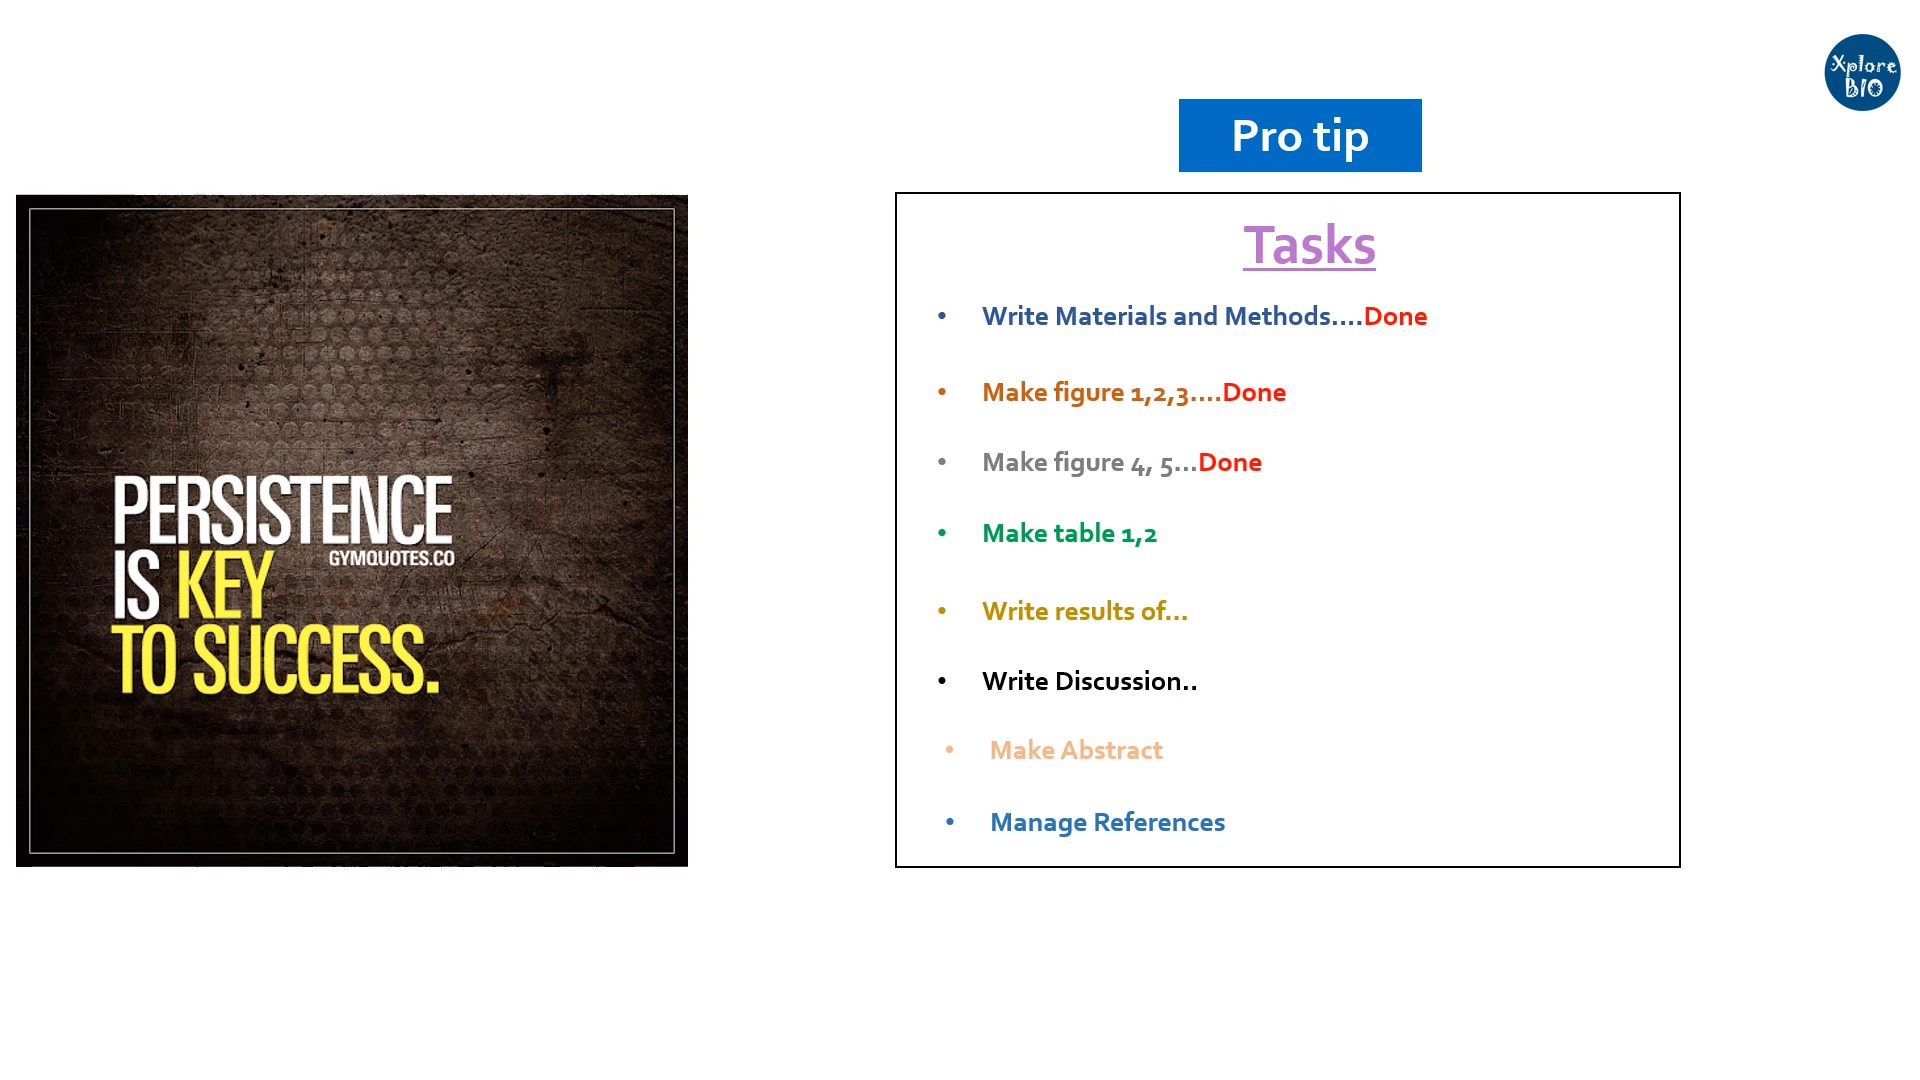 Xplore
BIO
Pro tip
PERSISTENCE
IS KEY
GYMQUOTES.CO
TO SUCCESS.
Tasks
• Write Materials and Methods....Done
• Make figure 1,2,3....Done
• Make figure 4, 5...Done
• Make table 1,2
• Write results of...
• Write Discussion..
• Make Abstract
• Manage References